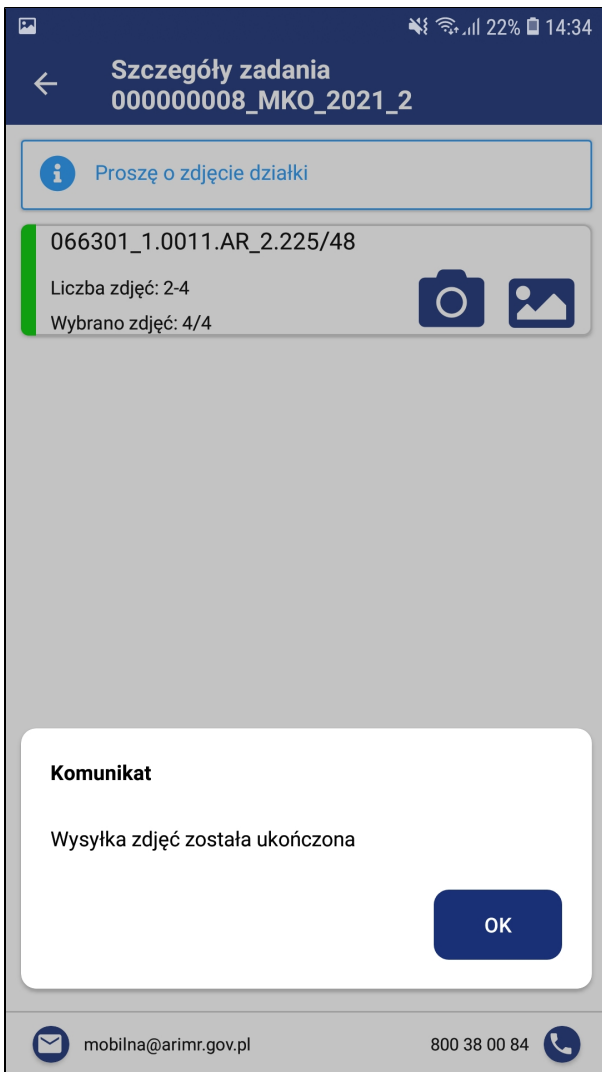 22% 14:34
Szczegóły zadania
000000008_MKO_2021_2
Proszę o zdjęcie działki
066301_1.0011.AR_2.225/48
Liczba zdjęć: 2-4
Wybrano zdjęć: 4/4
Komunikat
Wysyłka zdjęć została ukończona
OK
mobilna@arimr.gov.pl 800 38 00 84